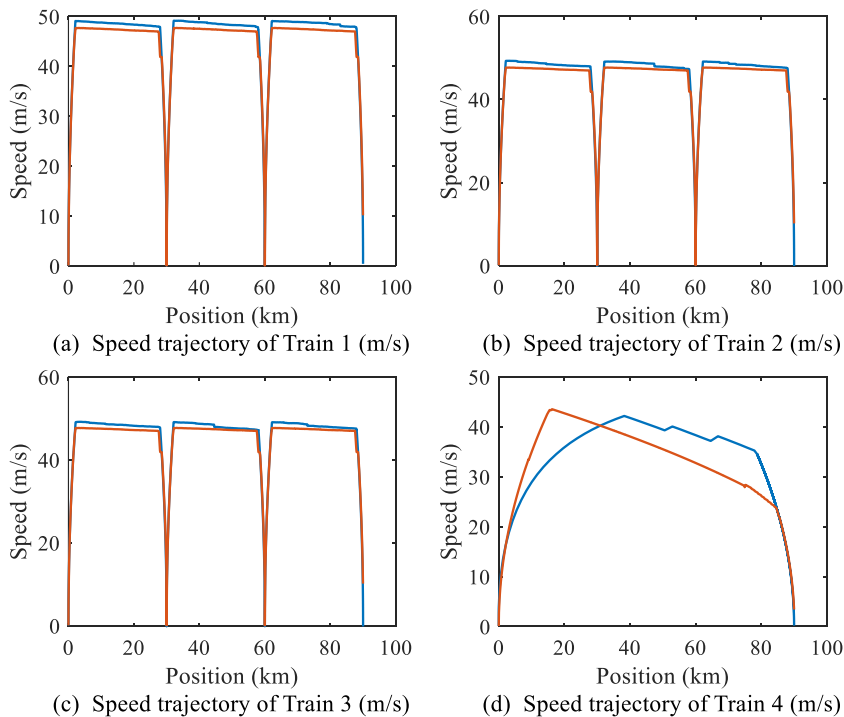 50
40
30
20
10
0
Speed (m/s)
0 20 40 60 80 100
Position (km)
(a) Speed trajectory of Train 1 (m/s)
60
40
20
0
Speed (m/s)
0 20 40 60 80 100
Position (km)
(b) Speed trajectory of Train 2 (m/s)
60
40
20
0
Speed (m/s)
0 20 40 60 80 100
Position (km)
(c) Speed trajectory of Train 3 (m/s)
50
40
30
20
10
0
Speed (m/s)
0 20 40 60 80 100
Position (km)
(d) Speed trajectory of Train 4 (m/s)